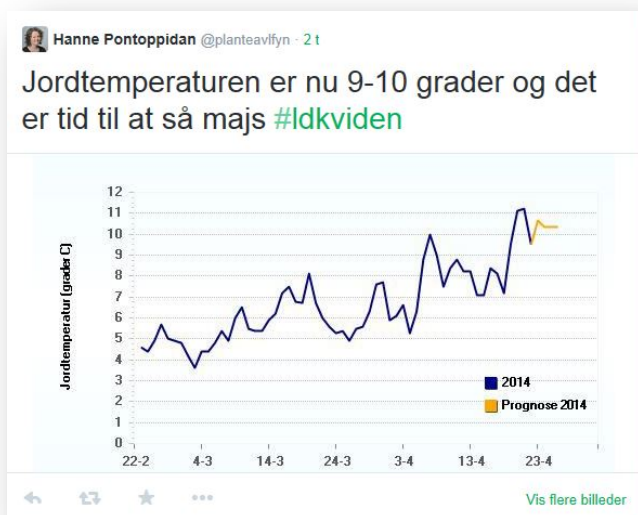 Hanne Pontoppidan @planteavlfyn · 2 t
Jordtemperaturen er nu 9-10 grader og det
er tid til at så majs #ldkviden
12
11
10
9
8
7
6
5
4
3
2
1
0
Jordtemperatur (grader C)
2014
Prognose 2014
22-2 4-3 14-3 24-3 3-4 13-4 23-4
Vis flere billeder